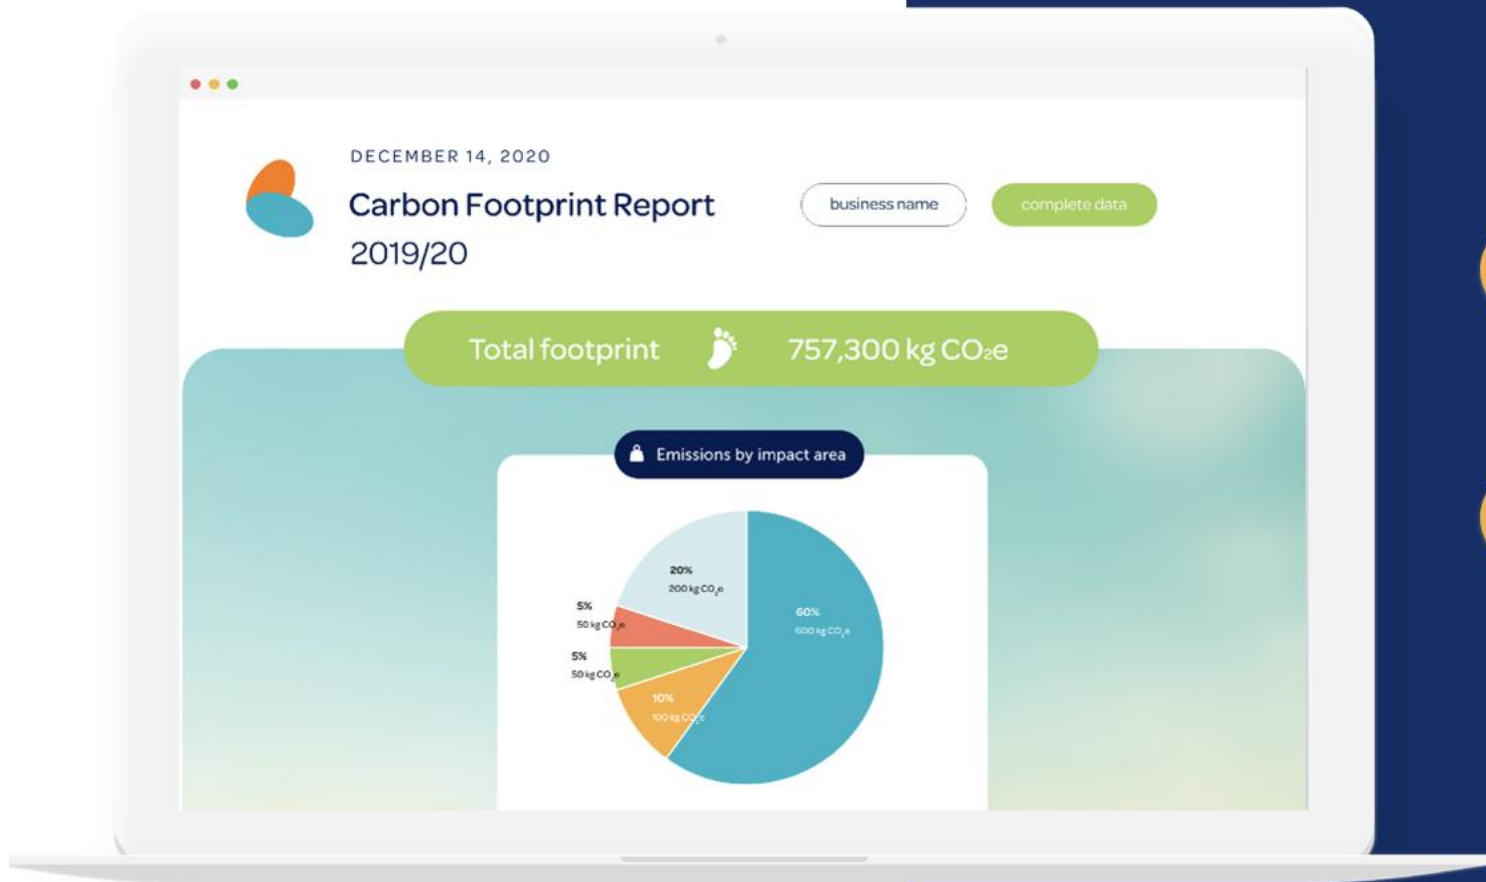 DECEMBER 14, 2020
Carbon Footprint Report
2019/20
business name
complete data
Total footprint 757,300 kg CO₂e
Emissions by impact area
20%
200 kg CO₂e
60%
600 kg CO₂e
5%
50 kg CO₂e
5%
50 kg CO₂e
10%
100 kg CO₂e